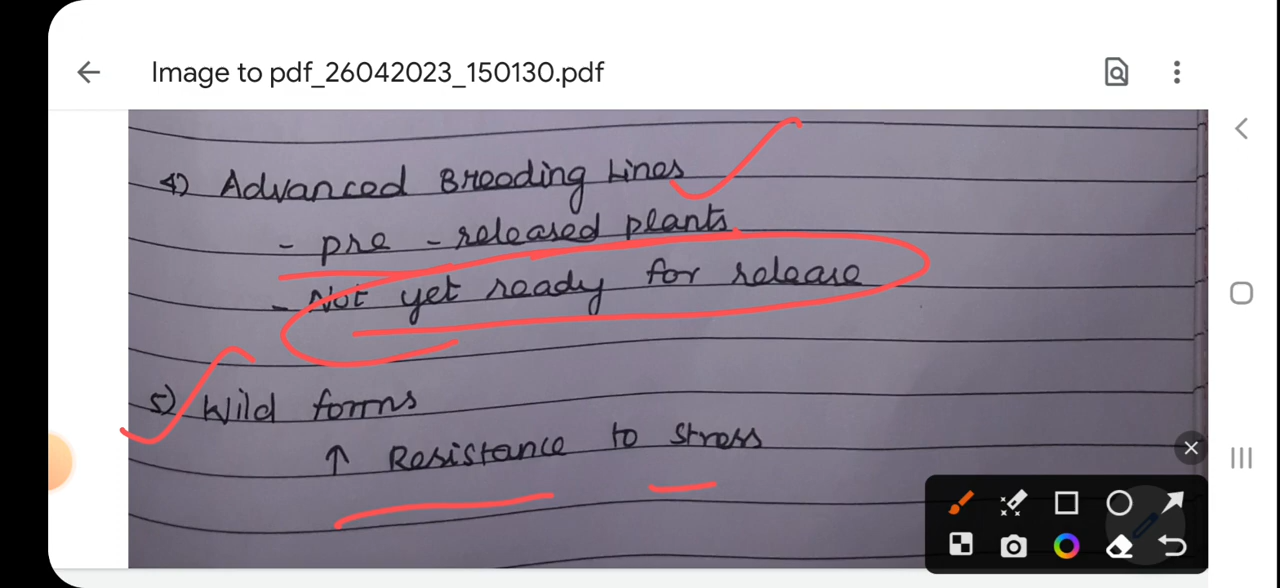 Image to pdf_26042023_150130.pdf
4) Advanced Breeding Lines
- pre - released plants.
- Not yet ready for release
5) Wild forms
↑ Resistance to stress